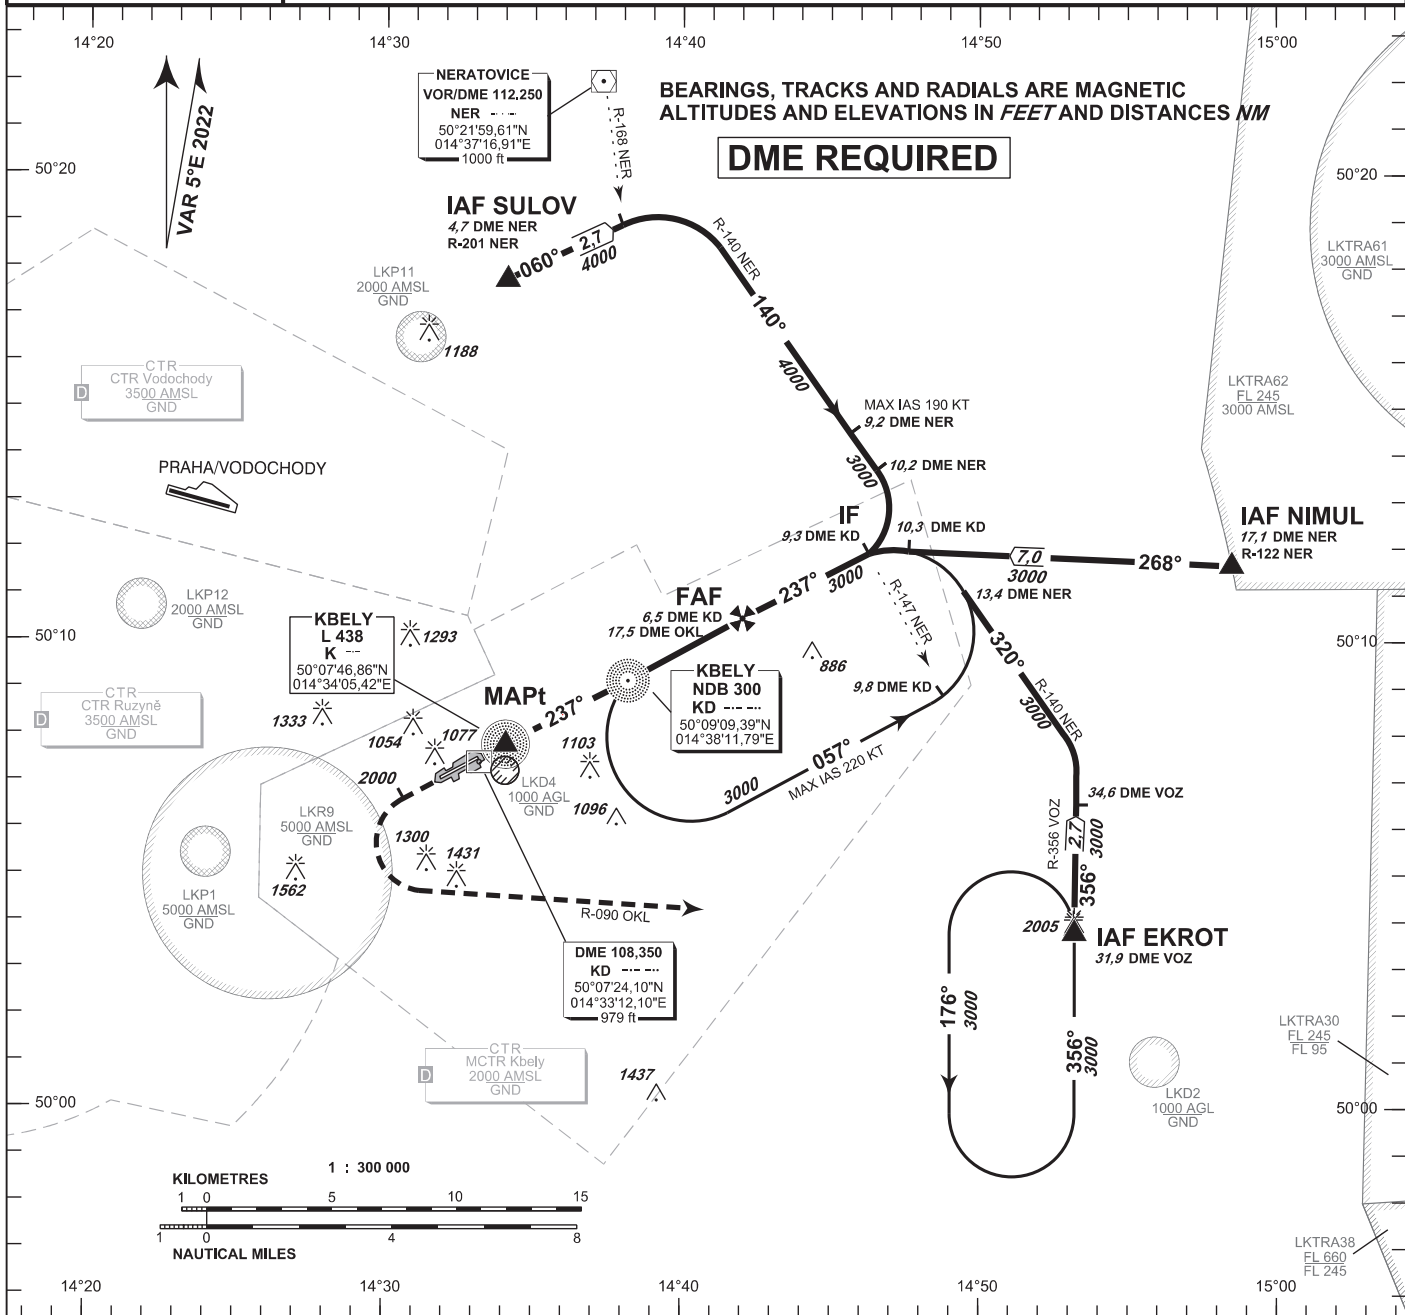 14°20
14°30
14°40
14°50
15°00
VAR 5°E 2022
NERATOVICE
VOR/DME 112,250
NER
50°21'59,61"N
014°37'16,91"E
1000 ft
R-168 NER
BEARINGS, TRACKS AND RADIALS ARE MAGNETIC
ALTITUDES AND ELEVATIONS IN FEET AND DISTANCES NM
DME REQUIRED
50°20
50°20
IAF SULOV
4,7 DME NER
R-201 NER
060°
2,7
4000
R-140 NER
140°
4000
LKTRA61
3000 AMSL
GND
LKP11
2000 AMSL
GND
1188
CTR
CTR Vodochody
3500 AMSL
GND
D
LKTRA62
FL 245
3000 AMSL
MAX IAS 190 KT
9,2 DME NER
3000
10,2 DME NER
PRAHA/VODOCHODY
IF
9,3 DME KD
10,3 DME KD
IAF NIMUL
17,1 DME NER
R-122 NER
7,0
3000
268°
13,4 DME NER
237°
3000
R-147 NER
FAF
6,5 DME KD
17,5 DME OKL
LKP12
2000 AMSL
GND
50°10
50°10
KBELY
L 438
K
50°07'46,86"N
014°34'05,42"E
1293
886
320°
R-140 NER
3000
KBELY
NDB 300
KD
50°09'09,39"N
014°38'11,79"E
9,8 DME KD
MAPt
237°
CTR
CTR Ruzyně
3500 AMSL
GND
D
1333
1054
1077
1103
057°
MAX IAS 220 KT
3000
2000
LKD4
1000 AGL
GND
1096
34,6 DME VOZ
R-356 VOZ
2,7
3000
356°
LKR9
5000 AMSL
GND
1300
1431
1562
LKP1
5000 AMSL
GND
R-090 OKL
2005
IAF EKROT
31,9 DME VOZ
DME 108,350
KD
50°07'24,10"N
014°33'12,10"E
979 ft
176°
3000
356°
3000
LKTRA30
FL 245
FL 95
CTR
MCTR Kbely
2000 AMSL
GND
D
1437
LKD2
1000 AGL
GND
50°00
50°00
1 : 300 000
KILOMETRES
1 0 5 10 15
1 0 4 8
NAUTICAL MILES
LKTRA38
FL 660
FL 245
14°20
14°30
14°40
14°50
15°00